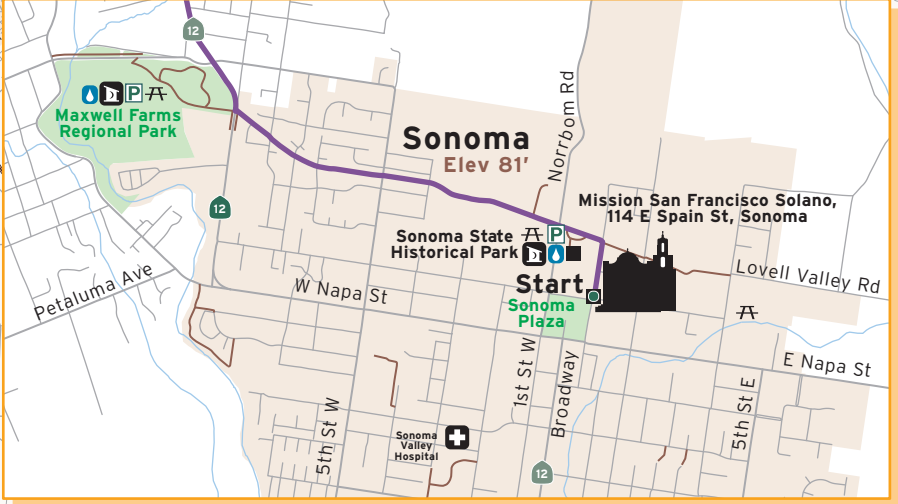 12
P
Maxwell Farms
Regional Park
Sonoma
Elev 81'
Norrbom Rd
Mission San Francisco Solano,
114 E Spain St, Sonoma
12
Sonoma State
P
Historical Park
Lovell Valley Rd
Petaluma Ave
Start
W Napa St
Sonoma
Plaza
E Napa St
1st St W
Broadway
5th St W
5th St E
Sonoma
Valley
Hospital
12